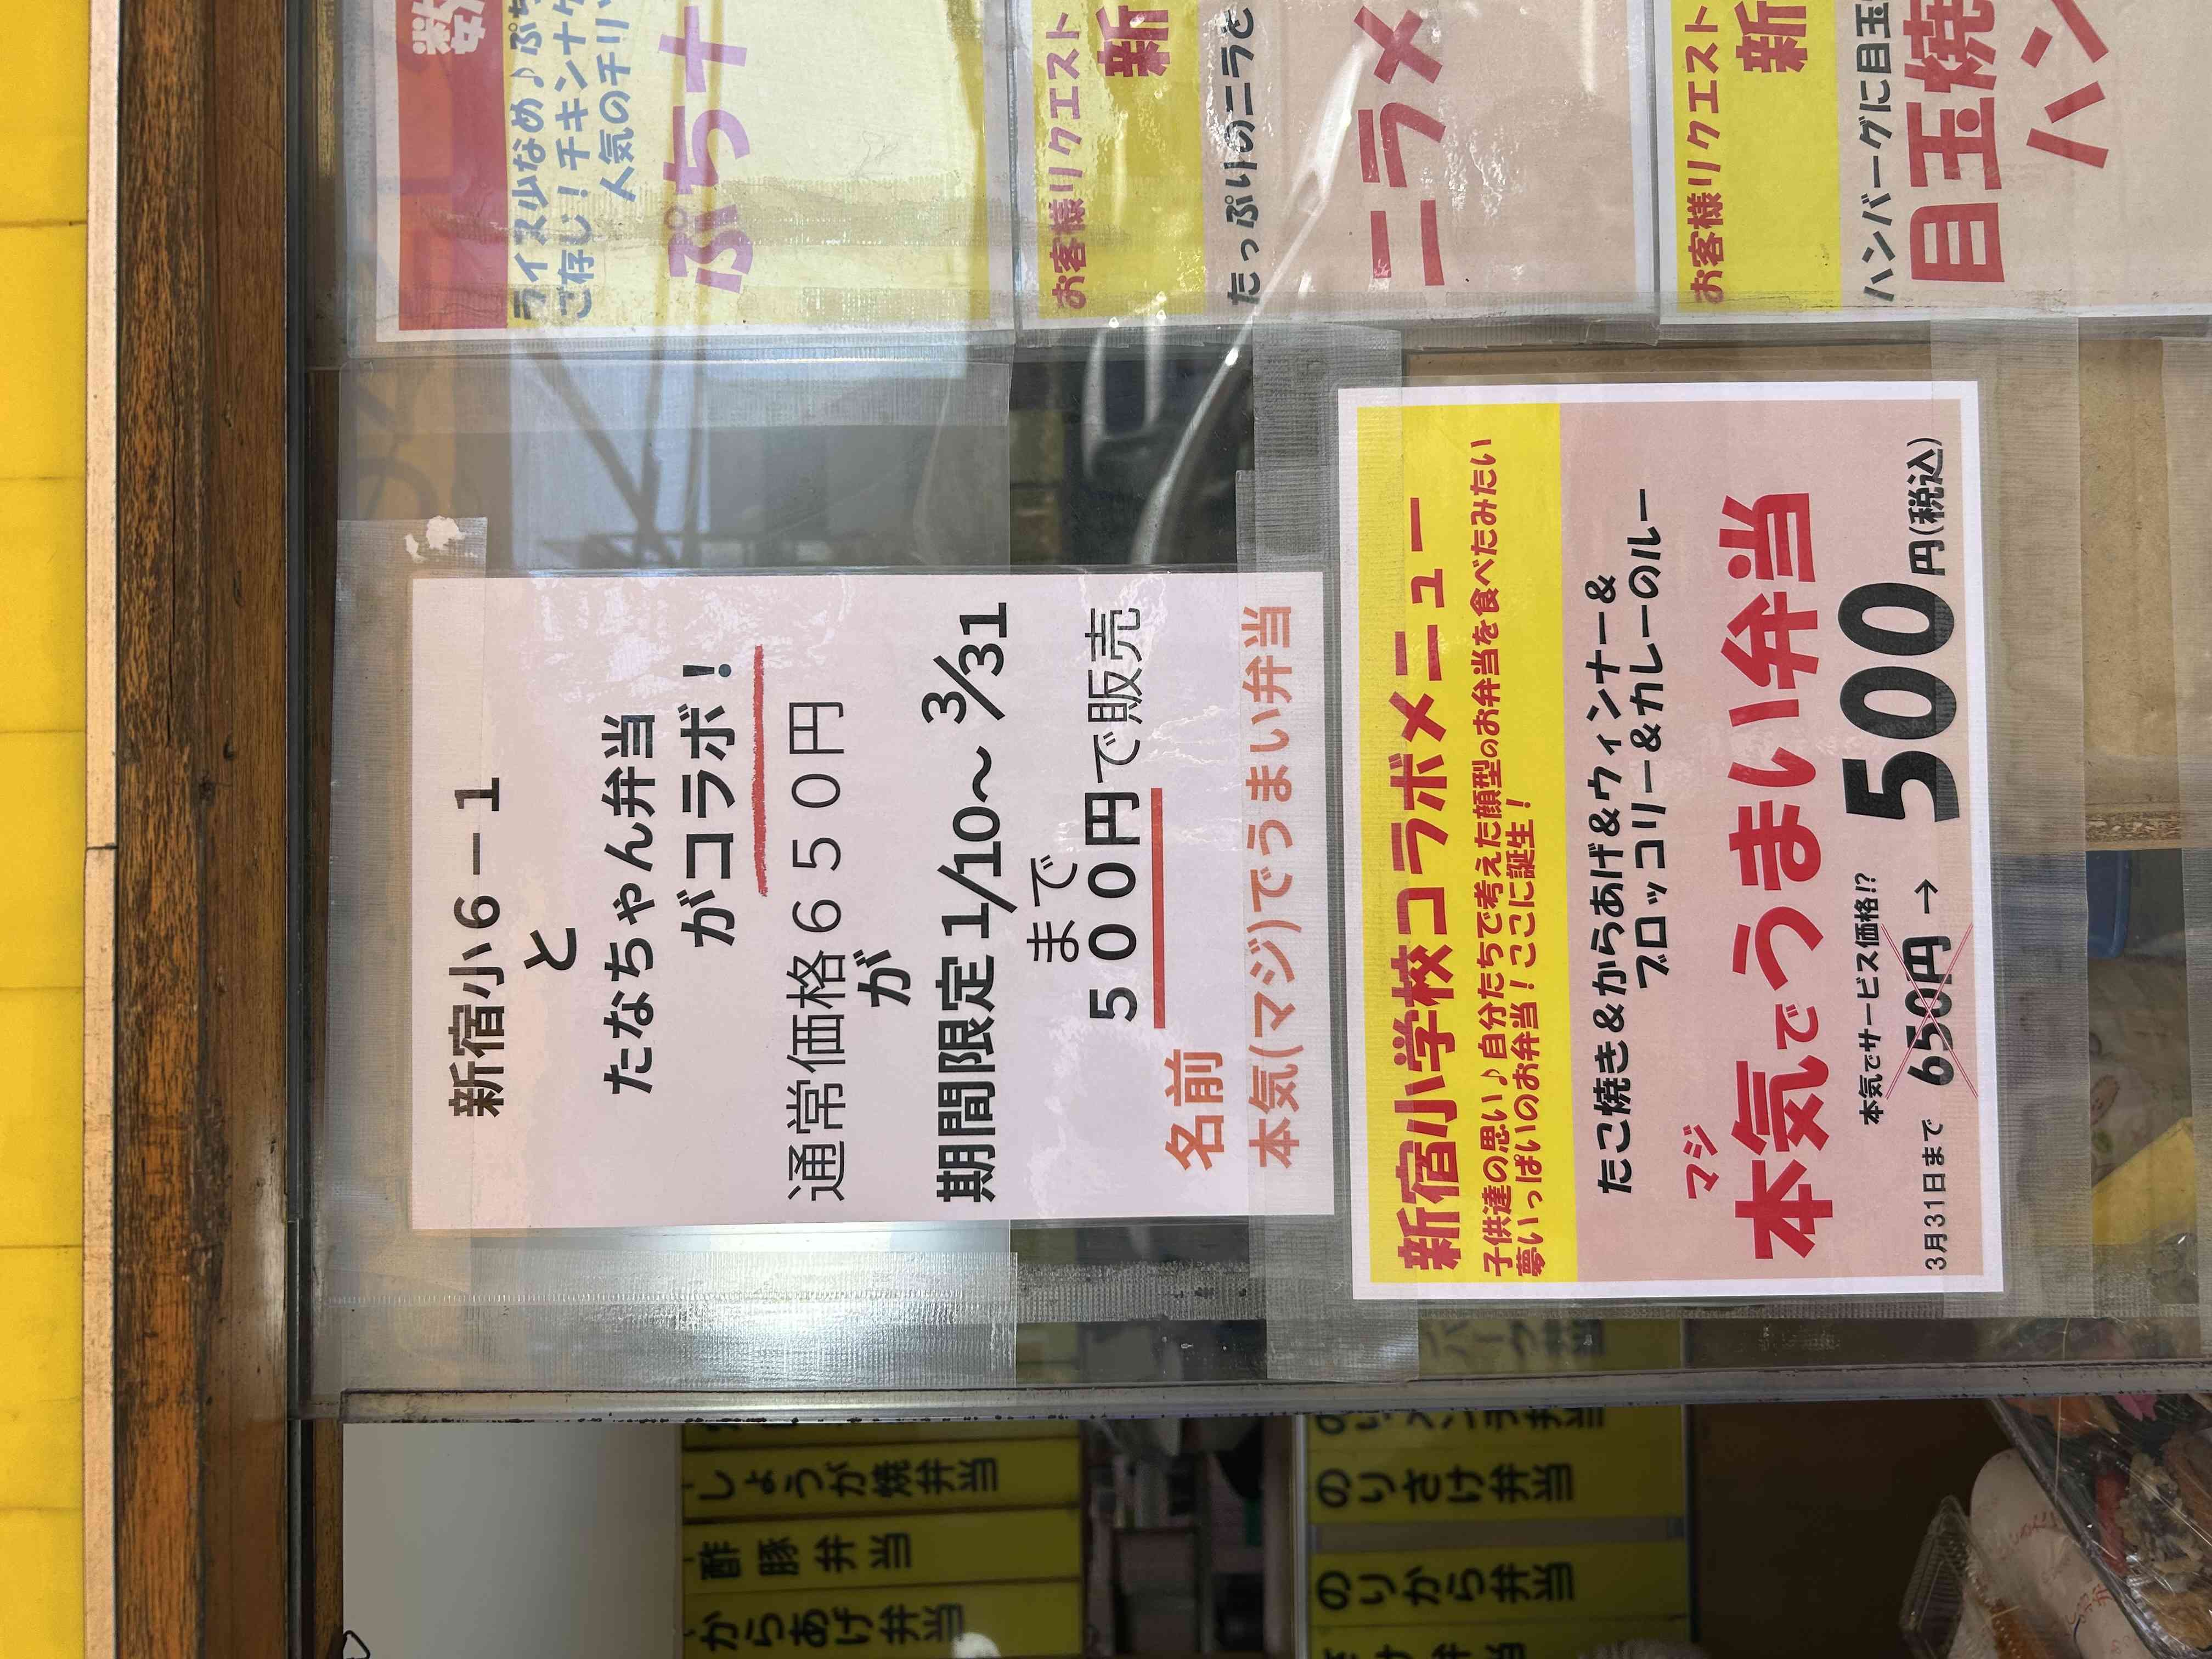 新宿小６－１
と
たなちゃん弁当
がコラボ！
通常価格６５０円
が
期間限定1/10～3/31
まで
５００円で販売
名前
本気(マジ)でうまい弁当
新宿小学校コラボメニュー
子供達の思い♪自分たちで考えた顔型のお弁当を食べたみたい
夢いっぱいのお弁当！ここに誕生！
たこ焼き&からあげ&ウィンナー&
ブロッコリー&カレーのルー
マジ
本気でうまい弁当
本気でサービス価格!?
3月31日まで 650円 → 500円(税込)
数
ライス少なめ♪ぷち
ご存じ！チキンナゲ
人気のチリソ
ぷちナ
お客様リクエスト
新
たっぷりのニラと
ニラメ
お客様リクエスト
新
ハンバーグに目玉
目玉焼
ハン
しょうが焼弁当
酢豚弁当
からあげ弁当
のりさけ弁当
のりから弁当